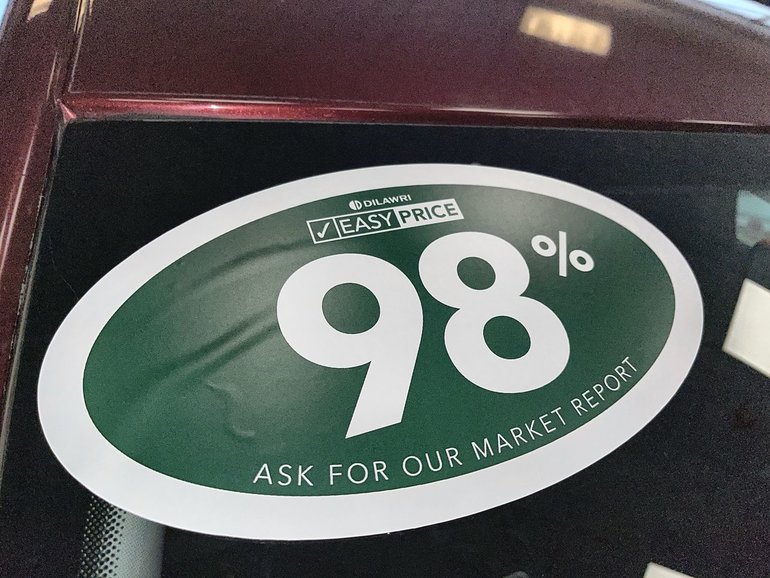 DILAWRI
✓ EASY PRICE
98%
ASK FOR OUR MARKET REPORT